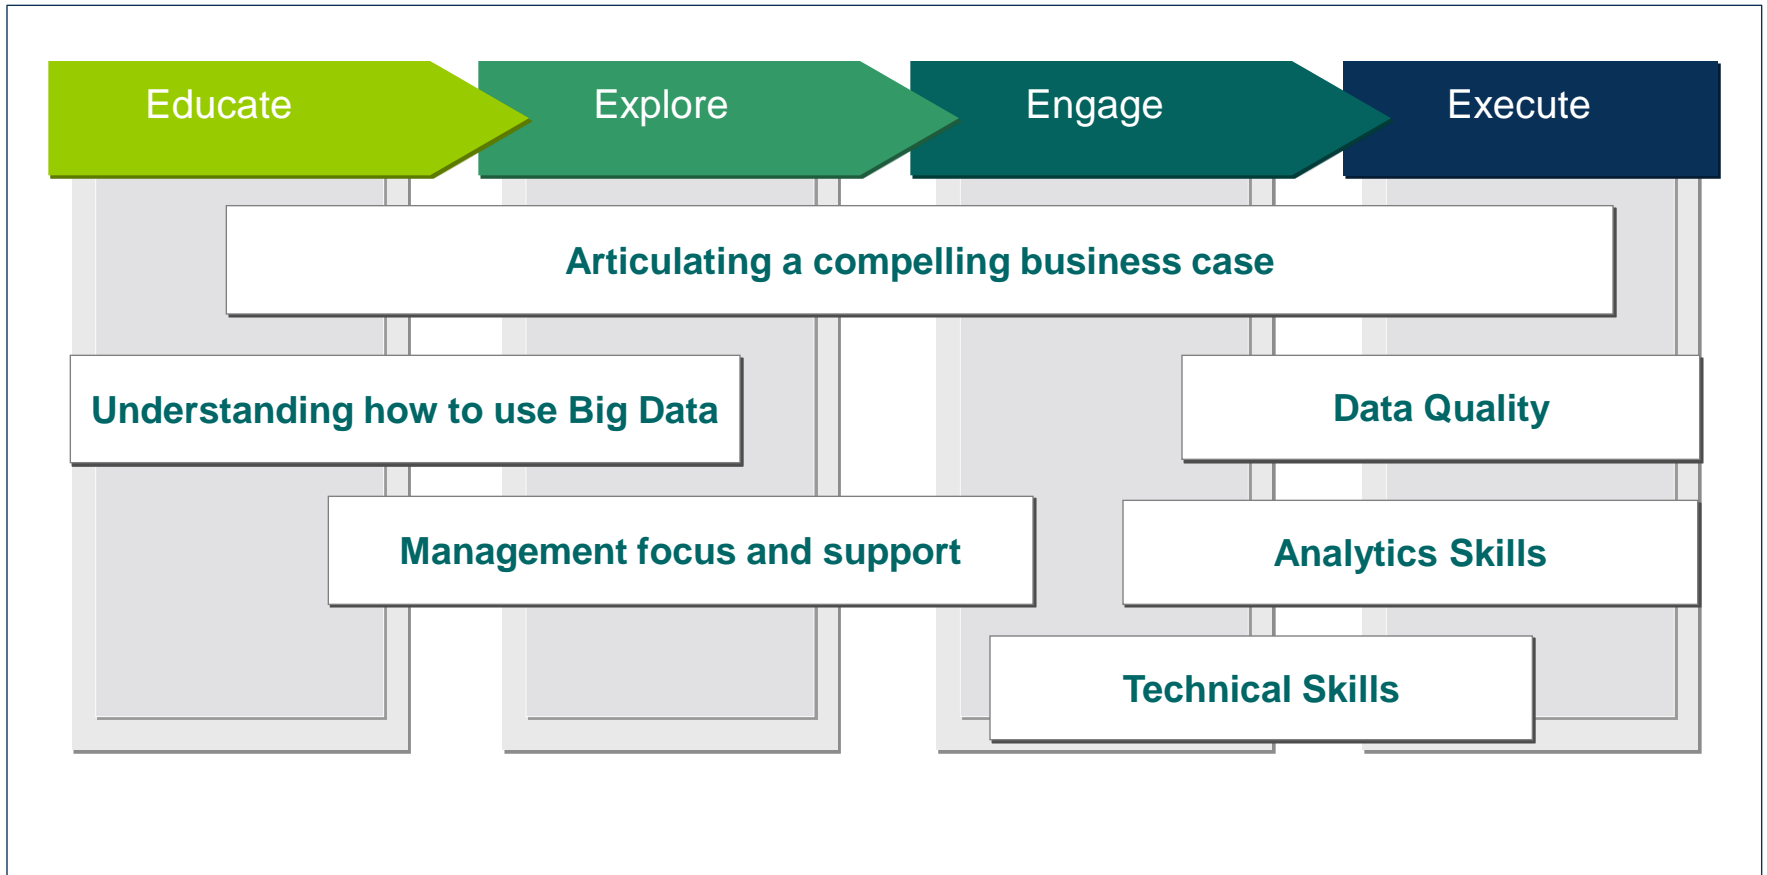 Educate
Explore
Engage
Execute
Articulating a compelling business case
Understanding how to use Big Data
Data Quality
Management focus and support
Analytics Skills
Technical Skills